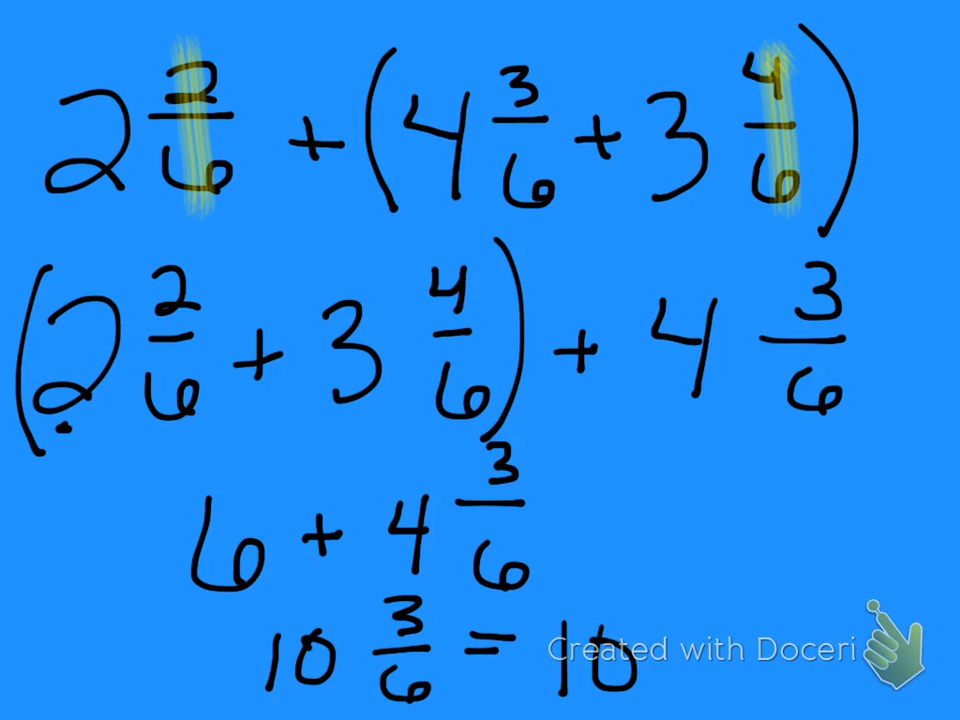 2 2/6 + (4 3/6 + 3 4/6)
(2 2/6 + 3 4/6) + 4 3/6
6 + 4 3/6
10 3/6 = 10
Created with Doceri